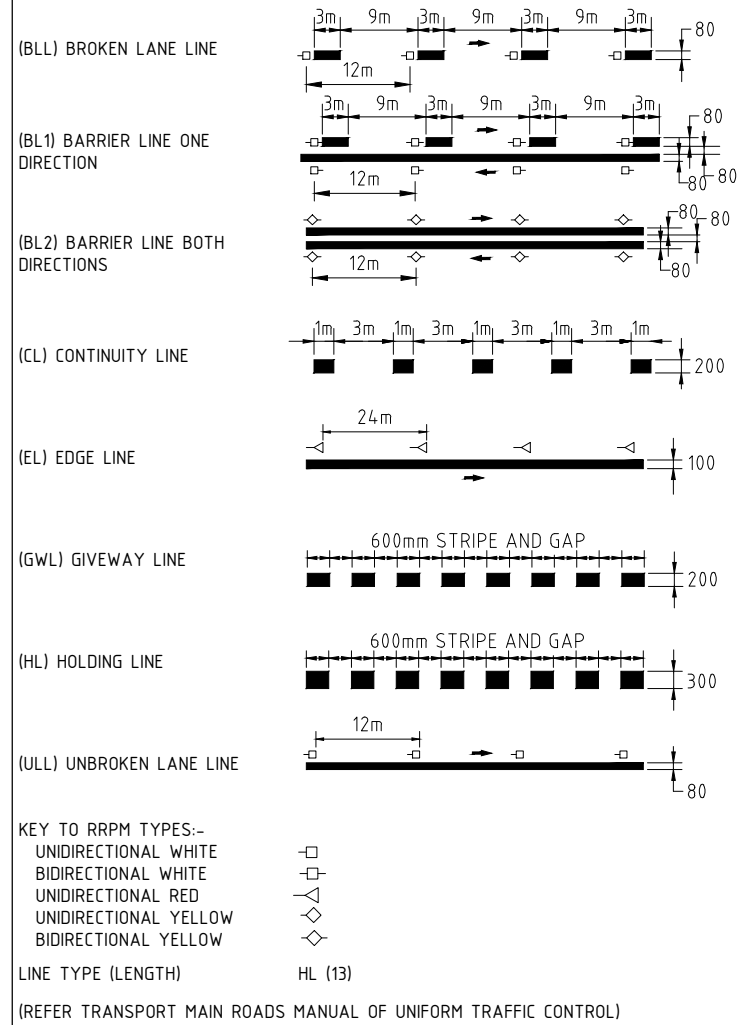 3m 9m 3m 9m 3m 9m 3m
80
(BLL) BROKEN LANE LINE
12m
3m 9m 3m 9m 3m 9m 3m
80
(BL1) BARRIER LINE ONE
DIRECTION
80 80
12m
80 80
(BL2) BARRIER LINE BOTH
DIRECTIONS
12m
80
1m 3m 1m 3m 1m 3m 1m 3m 1m
(CL) CONTINUITY LINE
200
24m
(EL) EDGE LINE
100
600mm STRIPE AND GAP
(GWL) GIVEWAY LINE
200
600mm STRIPE AND GAP
(HL) HOLDING LINE
300
12m
(ULL) UNBROKEN LANE LINE
80
KEY TO RRPM TYPES:-
UNIDIRECTIONAL WHITE
BIDIRECTIONAL WHITE
UNIDIRECTIONAL RED
UNIDIRECTIONAL YELLOW
BIDIRECTIONAL YELLOW
LINE TYPE (LENGTH) HL (13)
(REFER TRANSPORT MAIN ROADS MANUAL OF UNIFORM TRAFFIC CONTROL)